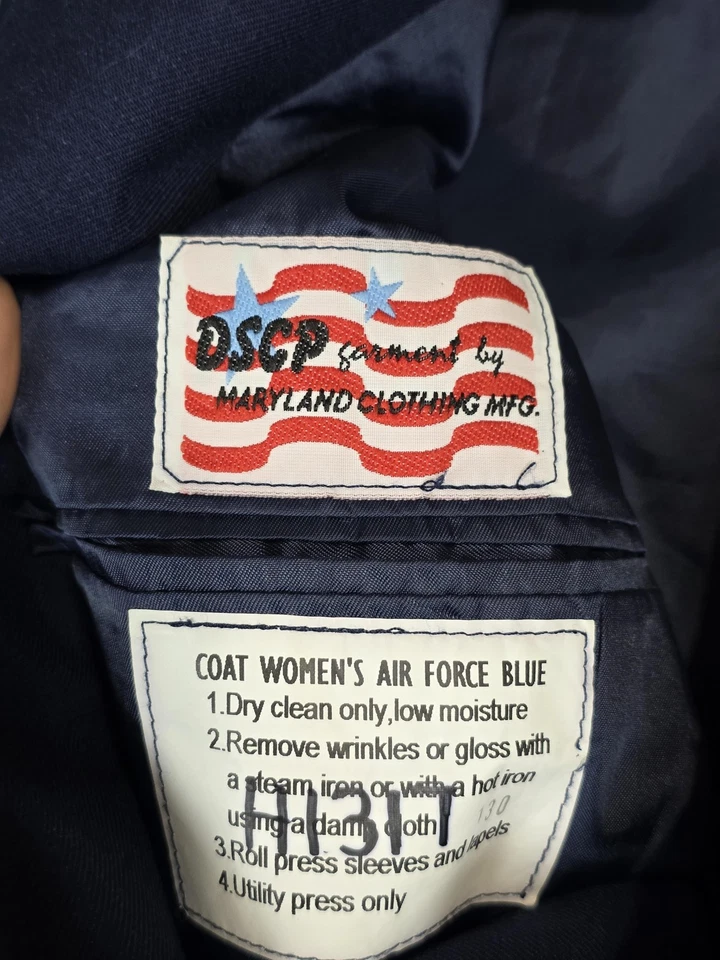 DSCP garment by
MARYLAND CLOTHING MFG.
COAT WOMEN'S AIR FORCE BLUE
1.Dry clean only,low moisture
2.Remove wrinkles or gloss with
a steam iron or with a hot iron
using a damp cloth
130
3.Roll press sleeves and lapels
4.Utility press only